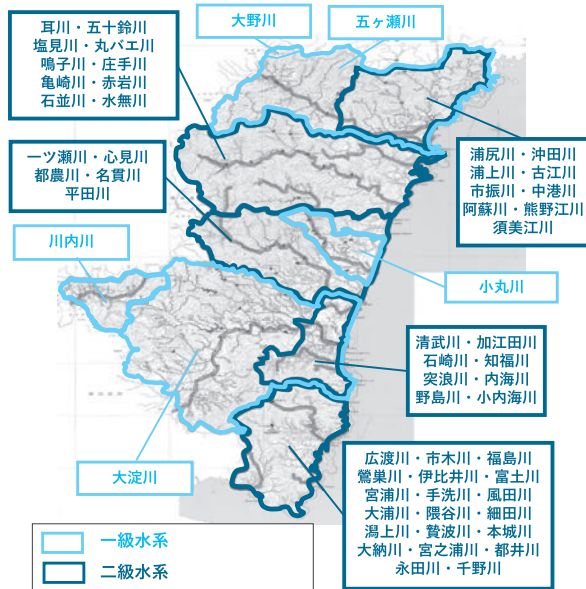 大野川
五ヶ瀬川
耳川・五十鈴川
塩見川・丸バエ川
鳴子川・庄手川
亀崎川・赤岩川
石並川・水無川
浦尻川・沖田川
浦上川・古江川
市振川・中港川
阿蘇川・熊野江川
須美江川
一ツ瀬川・心見川
都農川・名貫川
平田川
川内川
小丸川
清武川・加江田川
石崎川・知福川
突浪川・内海川
野島川・小内海川
大淀川
広渡川・市木川・福島川
鶯巣川・伊比井川・富土川
宮浦川・手洗川・風田川
大浦川・隈谷川・細田川
潟上川・贄波川・本城川
大納川・宮之浦川・都井川
永田川・千野川
一級水系
二級水系